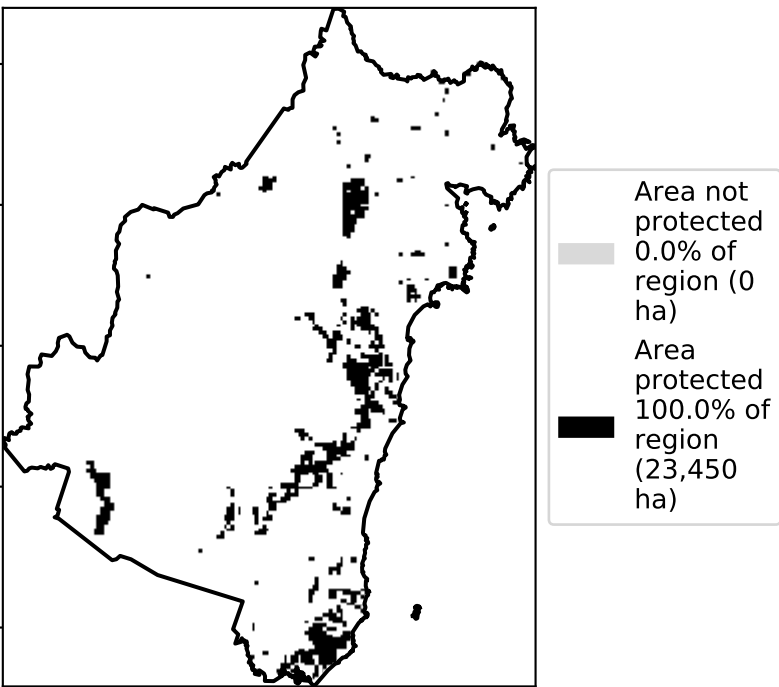 Area not
protected
0.0% of
region (0
ha)
Area
protected
100.0% of
region
(23,450
ha)